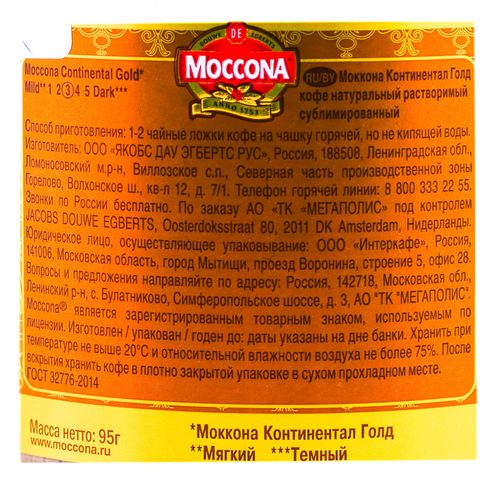 DOUWE DE EGBERTS
MOCCONA
ANNO 1753
Moccona Continental Gold*
Mild** 1 2 3 4 5 Dark***
RU/BY Моккона Континентал Голд
кофе натуральный растворимый
сублимированный
Способ приготовления: 1-2 чайные ложки кофе на чашку горячей, но не кипящей воды.
Изготовитель: ООО «ЯКОБС ДАУ ЭГБЕРТС РУС», Россия, 188508, Ленинградская обл.,
Ломоносовский м.р-н, Виллозское с.п., Северная часть производственной зоны
Горелово, Волхонское ш., кв-л 12, д. 7/1. Телефон горячей линии: 8 800 333 22 55.
Звонки по России бесплатно. По заказу АО «ТК «МЕГАПОЛИС» под контролем
JACOBS DOUWE EGBERTS, Oosterdoksstraat 80, 2011 DK Amsterdam, Нидерланды.
Юридическое лицо, осуществляющее упаковывание: ООО «Интеркафе», Россия,
141006, Московская область, город Мытищи, проезд Воронина, строение 5, офис 28.
Вопросы и предложения направляйте по адресу: Россия, 142718, Московская обл.,
Ленинский р-н, с. Булатниково, Симферопольское шоссе, д. 3, АО "ТК "МЕГАПОЛИС".
Moccona® является зарегистрированным товарным знаком, используемым по
лицензии. Изготовлен / упакован / годен до: даты указаны на дне банки. Хранить при
температуре не выше 20°С и относительной влажности воздуха не более 75%. После
вскрытия хранить кофе в плотно закрытой упаковке в сухом прохладном месте.
ГОСТ 32776-2014
Масса нетто: 95г
www.moccona.ru
*Моккона Континентал Голд
**Мягкий ***Темный